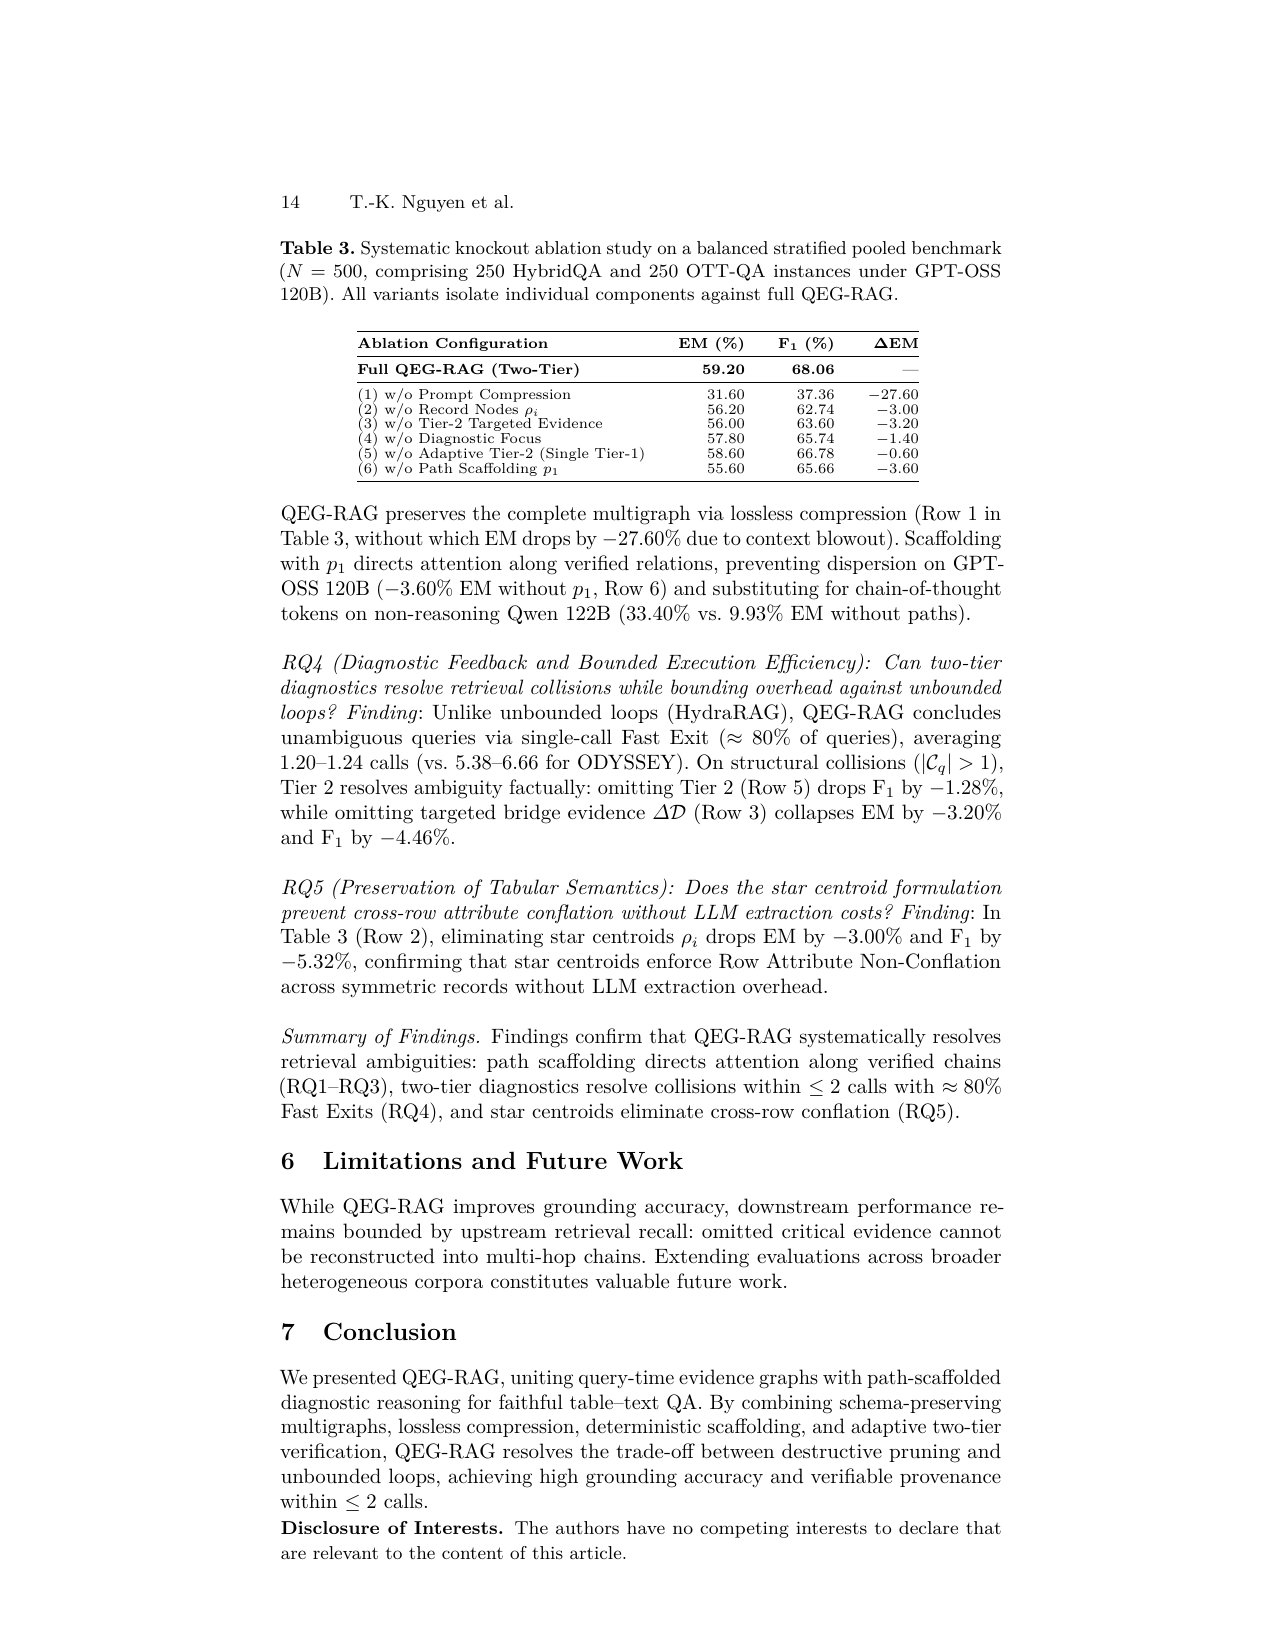 14 T.-K. Nguyen et al.
Table 3. Systematic knockout ablation study on a balanced stratified pooled benchmark
(N = 500, comprising 250 HybridQA and 250 OTT-QA instances under GPT-OSS
120B). All variants isolate individual components against full QEG-RAG.
Ablation Configuration EM (%) F₁ (%) ΔEM
Full QEG-RAG (Two-Tier) 59.20 68.06 —
(1) w/o Prompt Compression 31.60 37.36 −27.60
(2) w/o Record Nodes ρᵢ 56.20 62.74 −3.00
(3) w/o Tier-2 Targeted Evidence 56.00 63.60 −3.20
(4) w/o Diagnostic Focus 57.80 65.74 −1.40
(5) w/o Adaptive Tier-2 (Single Tier-1) 58.60 66.78 −0.60
(6) w/o Path Scaffolding p₁ 55.60 65.66 −3.60
QEG-RAG preserves the complete multigraph via lossless compression (Row 1 in
Table 3, without which EM drops by −27.60% due to context blowout). Scaffolding
with p₁ directs attention along verified relations, preventing dispersion on GPT-
OSS 120B (−3.60% EM without p₁, Row 6) and substituting for chain-of-thought
tokens on non-reasoning Qwen 122B (33.40% vs. 9.93% EM without paths).
RQ4 (Diagnostic Feedback and Bounded Execution Efficiency): Can two-tier
diagnostics resolve retrieval collisions while bounding overhead against unbounded
loops? Finding: Unlike unbounded loops (HydraRAG), QEG-RAG concludes
unambiguous queries via single-call Fast Exit (≈ 80% of queries), averaging
1.20–1.24 calls (vs. 5.38–6.66 for ODYSSEY). On structural collisions (|𝒞q| > 1),
Tier 2 resolves ambiguity factually: omitting Tier 2 (Row 5) drops F₁ by −1.28%,
while omitting targeted bridge evidence Δ𝒟 (Row 3) collapses EM by −3.20%
and F₁ by −4.46%.
RQ5 (Preservation of Tabular Semantics): Does the star centroid formulation
prevent cross-row attribute conflation without LLM extraction costs? Finding: In
Table 3 (Row 2), eliminating star centroids ρᵢ drops EM by −3.00% and F₁ by
−5.32%, confirming that star centroids enforce Row Attribute Non-Conflation
across symmetric records without LLM extraction overhead.
Summary of Findings. Findings confirm that QEG-RAG systematically resolves
retrieval ambiguities: path scaffolding directs attention along verified chains
(RQ1–RQ3), two-tier diagnostics resolve collisions within ≤ 2 calls with ≈ 80%
Fast Exits (RQ4), and star centroids eliminate cross-row conflation (RQ5).
6 Limitations and Future Work
While QEG-RAG improves grounding accuracy, downstream performance re-
mains bounded by upstream retrieval recall: omitted critical evidence cannot
be reconstructed into multi-hop chains. Extending evaluations across broader
heterogeneous corpora constitutes valuable future work.
7 Conclusion
We presented QEG-RAG, uniting query-time evidence graphs with path-scaffolded
diagnostic reasoning for faithful table–text QA. By combining schema-preserving
multigraphs, lossless compression, deterministic scaffolding, and adaptive two-tier
verification, QEG-RAG resolves the trade-off between destructive pruning and
unbounded loops, achieving high grounding accuracy and verifiable provenance
within ≤ 2 calls.
Disclosure of Interests. The authors have no competing interests to declare that
are relevant to the content of this article.